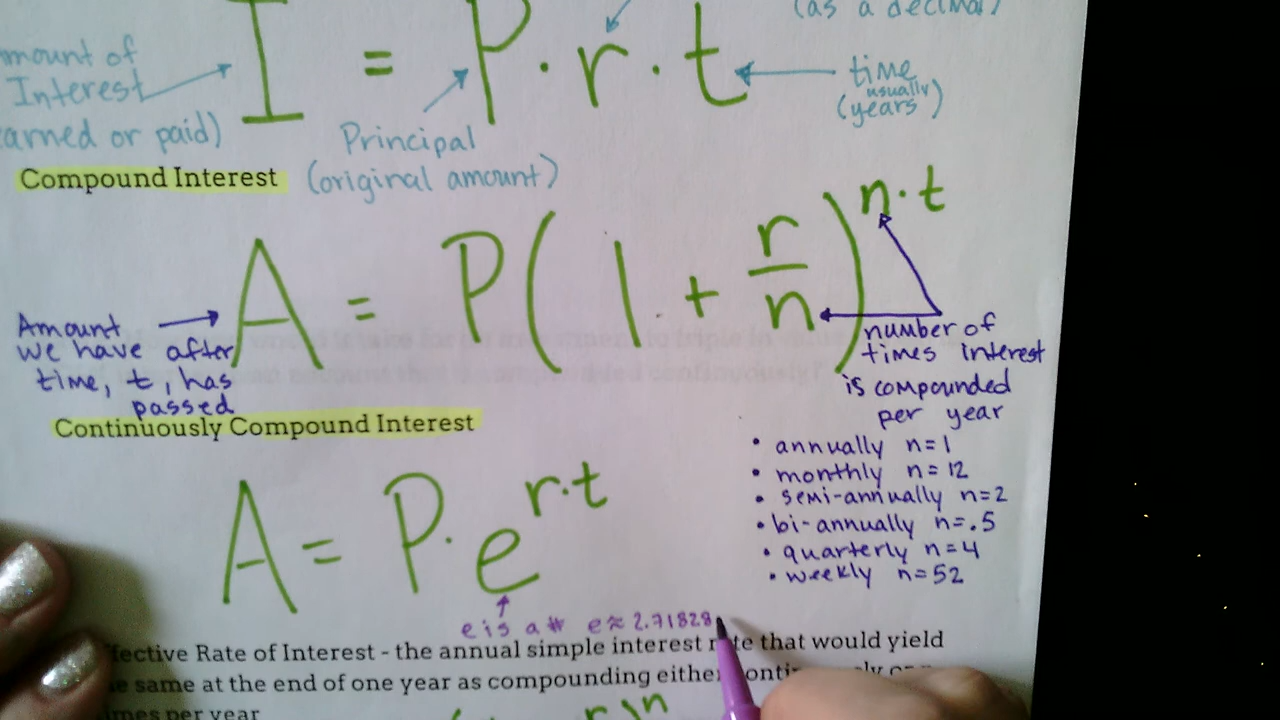 (as a decimal)
I = P · r · t
amount of
Interest
earned or paid)
time
usually
(years)
Principal
(original amount)
Compound Interest
A = P(1 + r/n)^n·t
Amount
we have after
time, t, has
passed
number of
times interest
is compounded
per year
Continuously Compound Interest
A = P·e^r·t
• annually n=1
• monthly n=12
• semi-annually n=2
• bi-annually n=.5
• quarterly n=4
• weekly n=52
e is a # e≈2.71828
ffective Rate of Interest - the annual simple interest rate that would yield
same at the end of one year as compounding either
per year
r)n